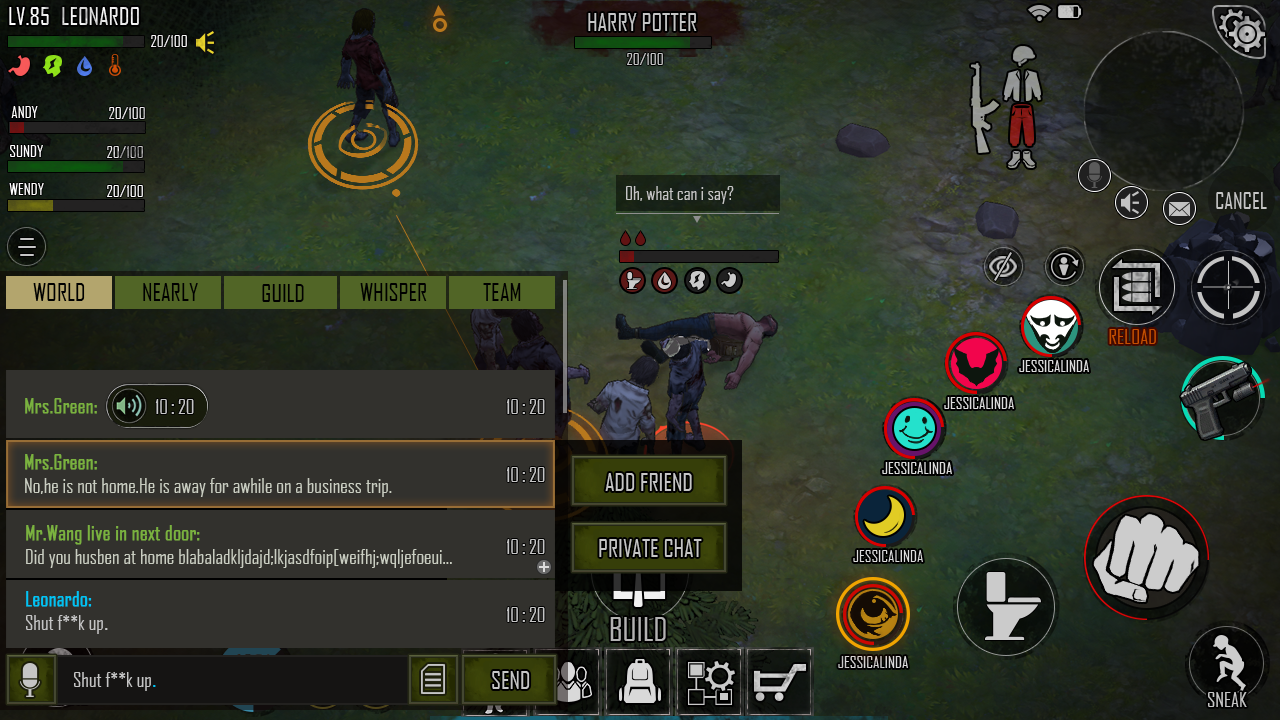 LV.85 LEONARDO
20/100
HARRY POTTER
20/100
ANDY 20/100
SUNDY 20/100
WENDY 20/100
Oh, what can i say?
CANCEL
WORLD NEARLY GUILD WHISPER TEAM
RELOAD
JESSICALINDA
JESSICALINDA
JESSICALINDA
JESSICALINDA
JESSICALINDA
Mrs.Green: 10:20 10:20
Mrs.Green:
No,he is not home.He is away for awhile on a business trip. 10:20
Mr.Wang live in next door:
Did you husben at home blabaladkljdajd;lkjasdfoip[weifhj;wqljefoeui... 10:20
Leonardo:
Shut f**k up. 10:20
ADD FRIEND
PRIVATE CHAT
BUILD
Shut f**k up.
SEND
SNEAK